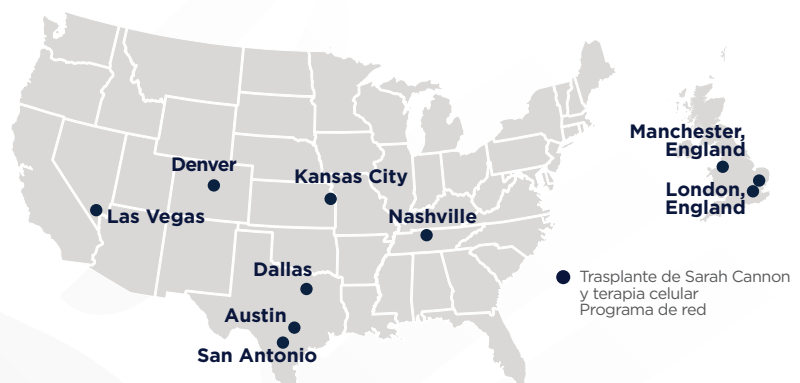 Denver
Kansas City
Las Vegas
Nashville
Dallas
Austin
San Antonio
Manchester,
England
London,
England
Trasplante de Sarah Cannon
y terapia celular
Programa de red